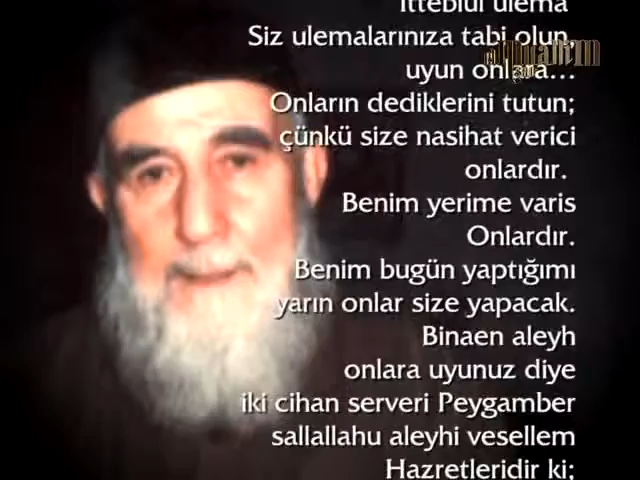 İttebiul ulema
Siz ulemalarınıza tabi olun,
uyun onlara...
Onların dediklerini tutun;
çünkü size nasihat verici
onlardır.
Benim yerime varis
Onlardır.
Benim bugün yaptığımı
yarın onlar size yapacak.
Binaen aleyh
onlara uyunuz diye
iki cihan serveri Peygamber
sallallahu aleyhi vesellem
Hazretleridir ki;